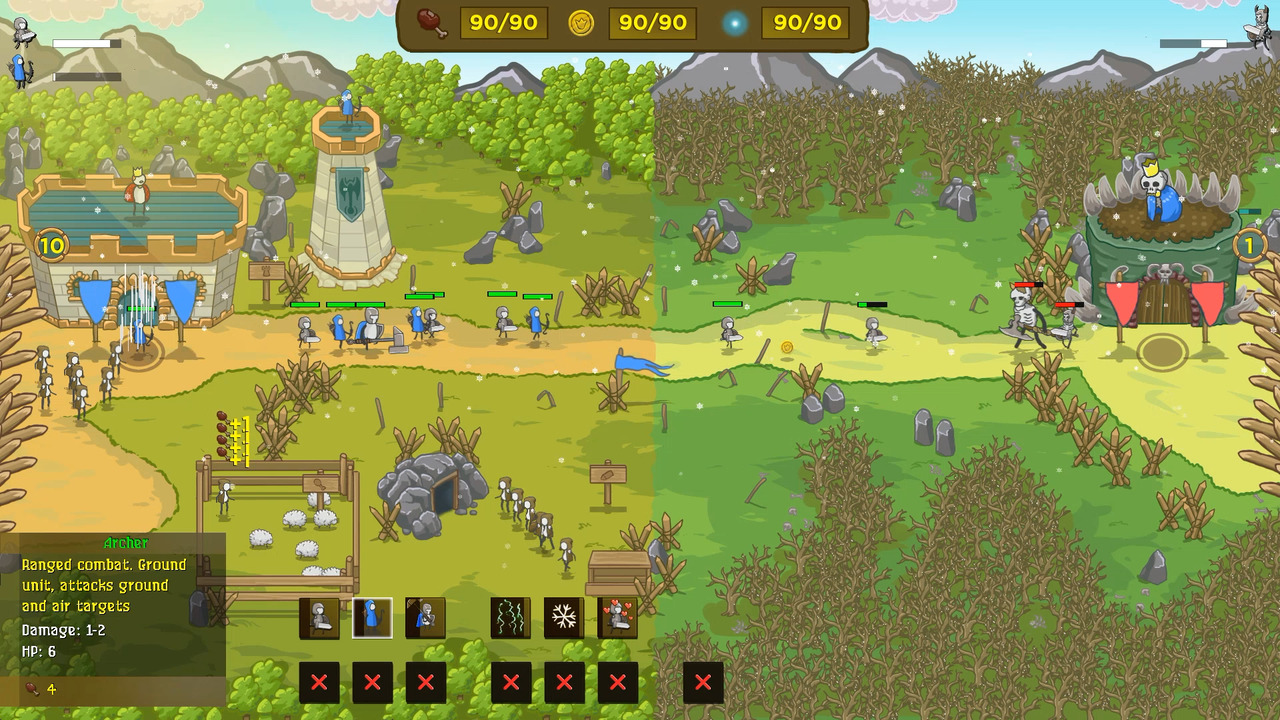 90/90
90/90
90/90
10
1
Archer
Ranged combat. Ground
unit, attacks ground
and air targets
Damage: 1-2
HP: 6
4